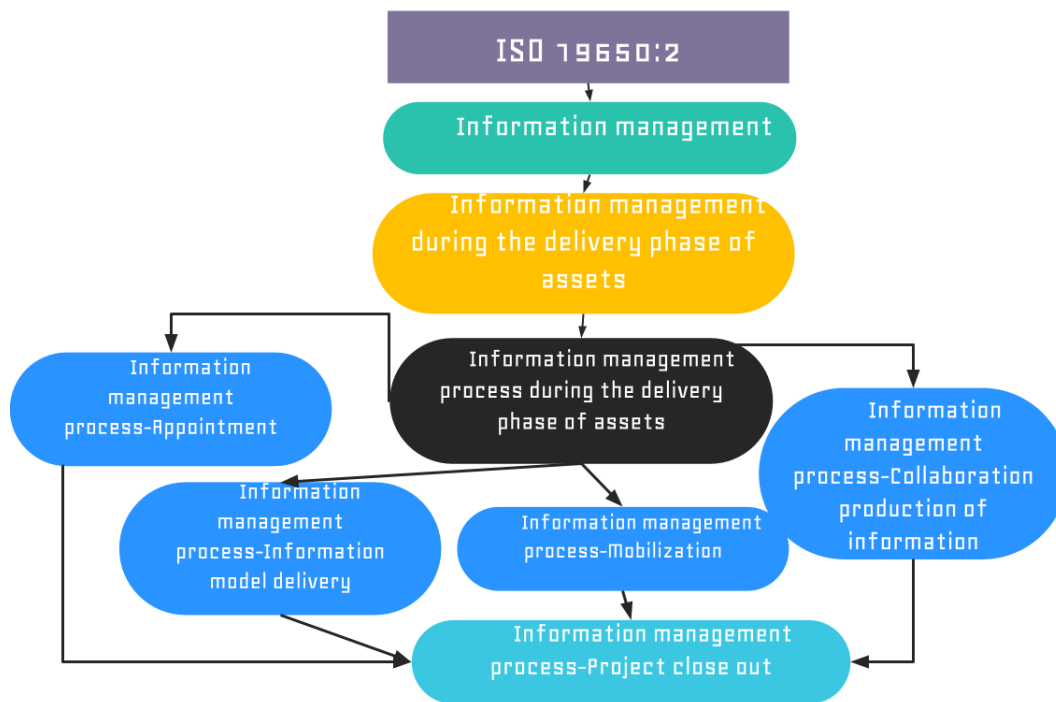 ISO 19650:2
Information management
Information management
during the delivery phase of
assets
Information management
process during the delivery
phase of assets
Information
management
process-Appointment
Information
management
process-Collaboration
production of
information
Information
management
process-Information
model delivery
Information management
process-Mobilization
Information management
process-Project close out